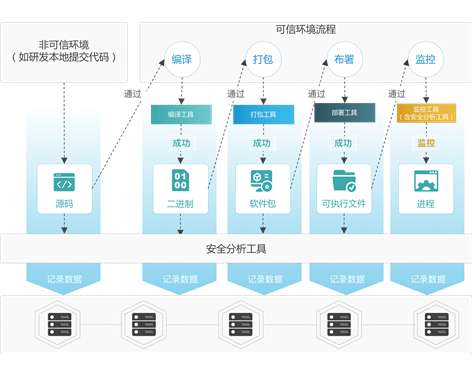 非可信环境
（如研发本地提交代码）
可信环境流程
编译
打包
部署
监控
通过
通过
通过
通过
编译工具
打包工具
部署工具
监控工具
（含安全分析工具）
成功
成功
成功
监控
源码
01
00
二进制
软件包
可执行文件
进程
安全分析工具
记录数据
记录数据
记录数据
记录数据
记录数据